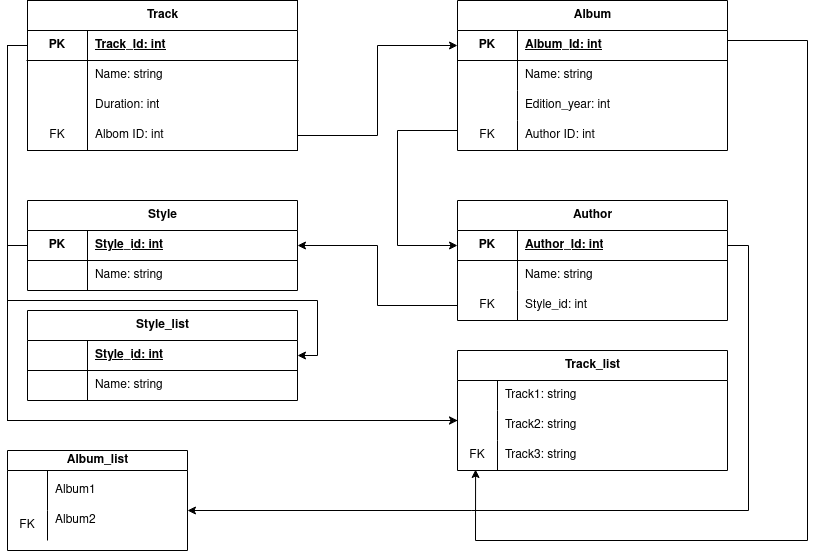 Track
PK Track_Id: int
Name: string
Duration: int
FK Albom ID: int
Album
PK Album_Id: int
Name: string
Edition_year: int
FK Author ID: int
Style
PK Style_id: int
Name: string
Author
PK Author_Id: int
Name: string
FK Style_id: int
Style_list
Style_id: int
Name: string
Track_list
Track1: string
Track2: string
FK Track3: string
Album_list
Album1
FK Album2